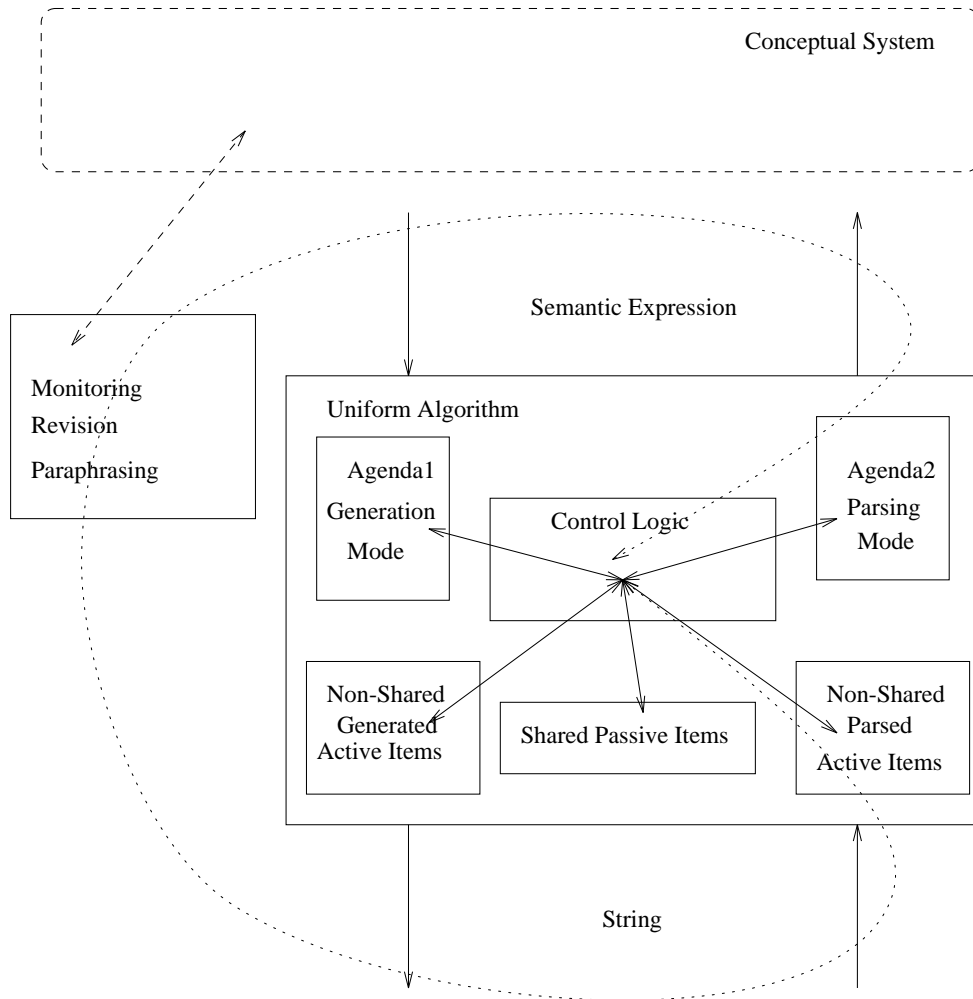 Conceptual System
Semantic Expression
Monitoring
Revision
Paraphrasing
Uniform Algorithm
Agenda1
Generation
Mode
Control Logic
Agenda2
Parsing
Mode
Non-Shared
Generated
Active Items
Shared Passive Items
Non-Shared
Parsed
Active Items
String